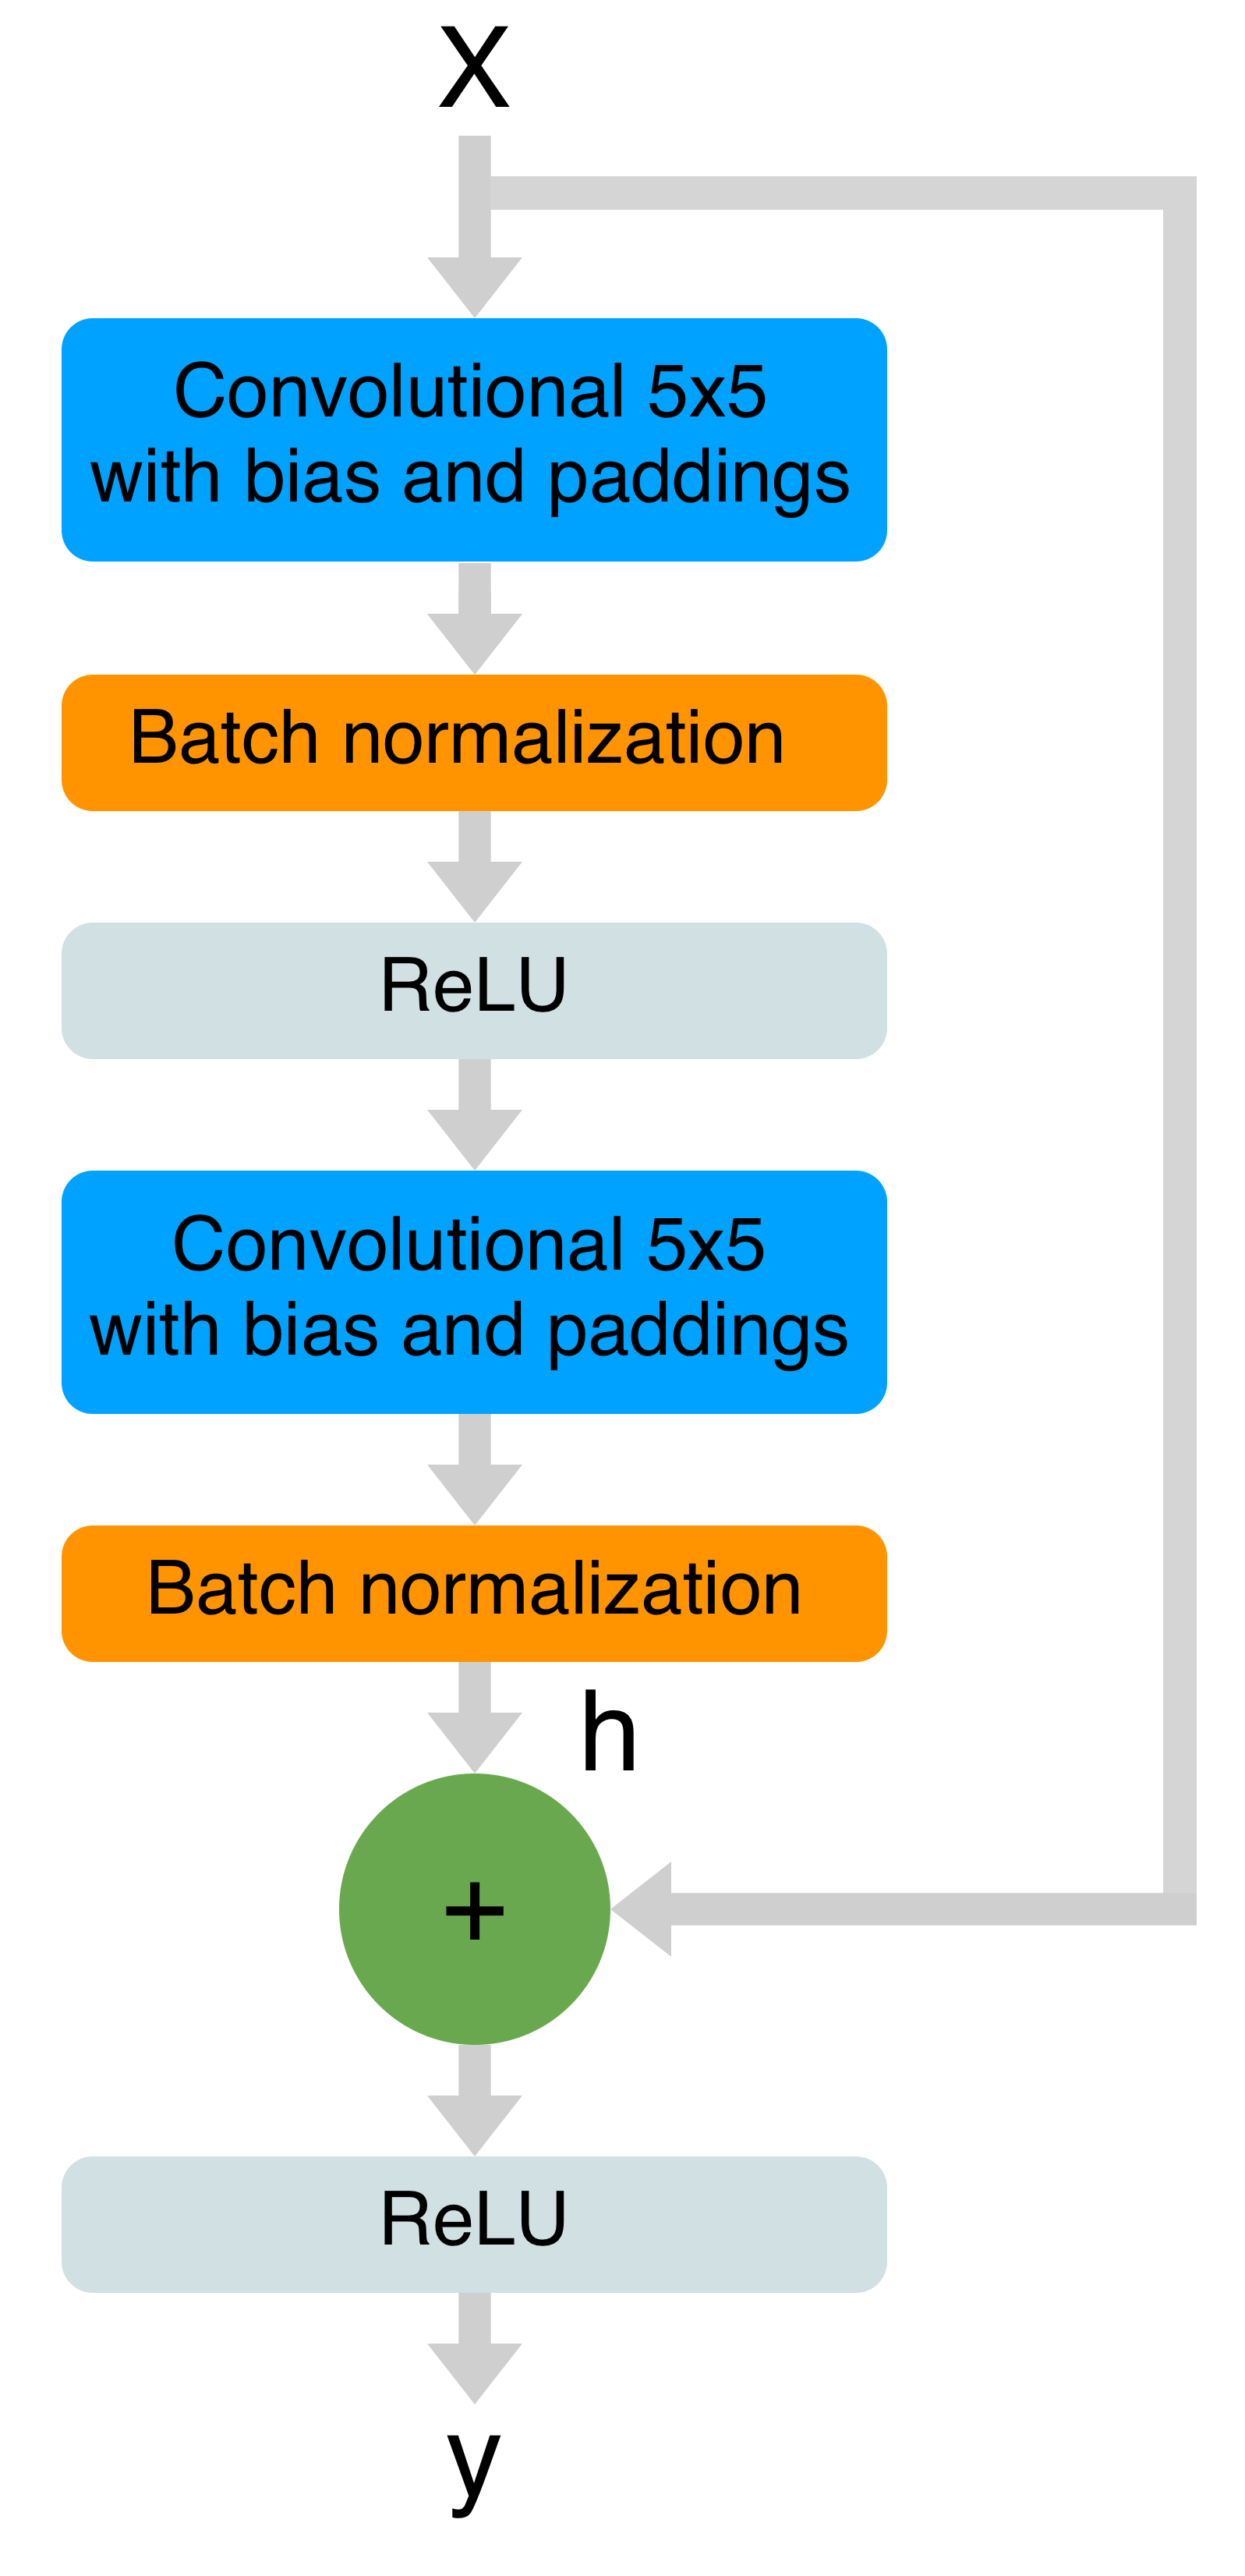 X
Convolutional 5x5
with bias and paddings
Batch normalization
ReLU
Convolutional 5x5
with bias and paddings
Batch normalization
h
+
ReLU
y